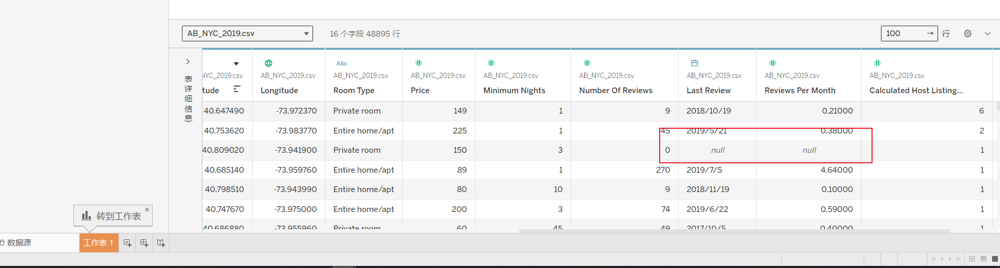 AB_NYC_2019.csv 16 个字段 48895 行 100 → 行
表详细信息
Abc
NYC_2019.csv AB_NYC_2019.csv AB_NYC_2019.csv AB_NYC_2019.csv AB_NYC_2019.csv AB_NYC_2019.csv AB_NYC_2019.csv AB_NYC_2019.csv AB_NYC_2019.csv
tude Longitude Room Type Price Minimum Nights Number Of Reviews Last Review Reviews Per Month Calculated Host Listing...
40.647490 -73.972370 Private room 149 1 9 2018/10/19 0.21000 6
40.753620 -73.983770 Entire home/apt 225 1 45 2019/5/21 0.38000 2
40.809020 -73.941900 Private room 150 3 0 null null 1
40.685140 -73.959760 Entire home/apt 89 1 270 2019/7/5 4.64000 1
40.798510 -73.943990 Entire home/apt 80 10 9 2018/11/19 0.10000 1
40.747670 -73.975000 Entire home/apt 200 3 74 2019/6/22 0.59000 1
40.686880 -73.955960 Private room 60 45 49 2017/10/5 0.40000 1
转到工作表
数据源 工作表 1